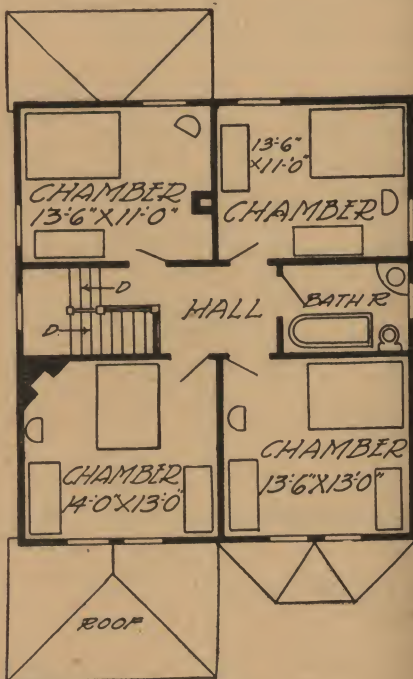 CHAMBER
13'-6"X11'-0"
13'-6"
X11'-0"
CHAMBER
D
D
HALL
BATH R
CHAMBER
14'-0"X13'-0"
CHAMBER
13'-6"X13'-0"
ROOF